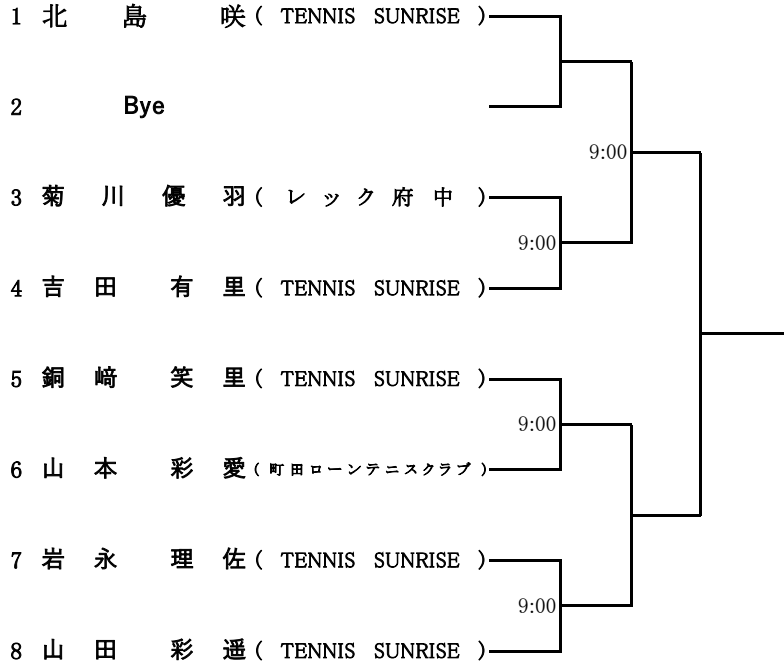 1 北島 咲 ( TENNIS SUNRISE )
2 Bye
9:00
3 菊川優羽 ( レック府中 )
9:00
4 吉田 有里 ( TENNIS SUNRISE )
5 銅﨑 笑里 ( TENNIS SUNRISE )
9:00
6 山本 彩愛 ( 町田ローンテニスクラブ )
7 岩永 理佐 ( TENNIS SUNRISE )
9:00
8 山田 彩遥 ( TENNIS SUNRISE )